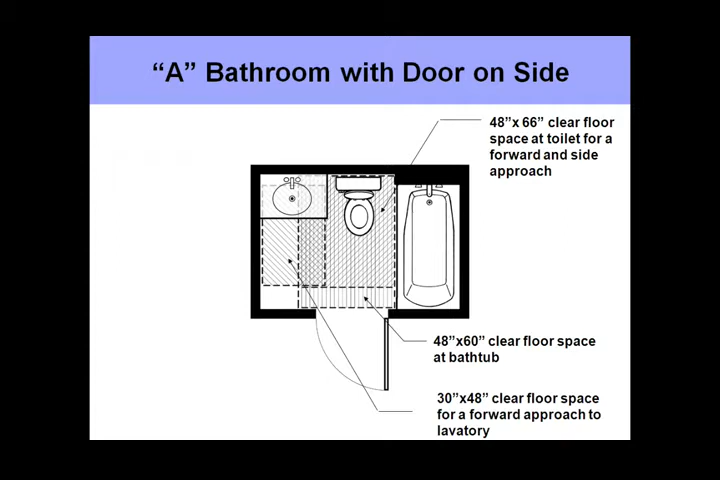 “A” Bathroom with Door on Side
48”x 66” clear floor
space at toilet for a
forward and side
approach
48”x60” clear floor space
at bathtub
30”x48” clear floor space
for a forward approach to
lavatory